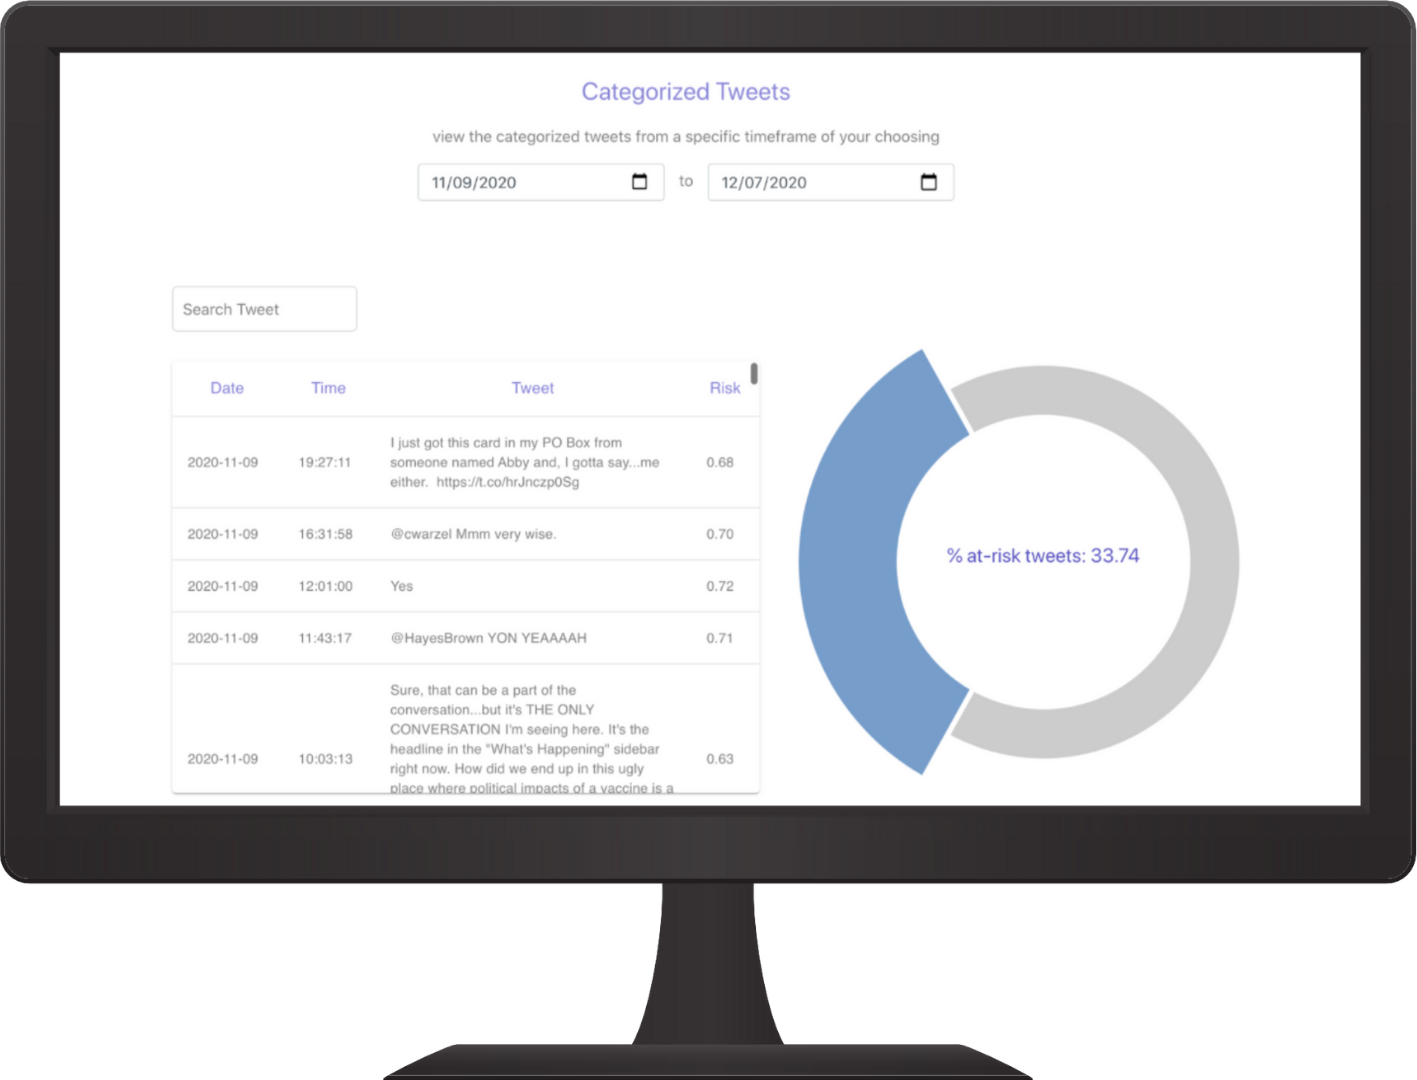 Categorized Tweets
view the categorized tweets from a specific timeframe of your choosing
11/09/2020 to 12/07/2020
Search Tweet
Date Time Tweet Risk
I just got this card in my PO Box from
2020-11-09 19:27:11 someone named Abby and, I gotta say...me 0.68
either. https://t.co/hrJnczp0Sg
2020-11-09 16:31:58 @cwarzel Mmm very wise. 0.70
2020-11-09 12:01:00 Yes 0.72
2020-11-09 11:43:17 @HayesBrown YON YEAAAAH 0.71
Sure, that can be a part of the
conversation...but it's THE ONLY
CONVERSATION I'm seeing here. It's the
headline in the "What's Happening" sidebar
2020-11-09 10:03:13 right now. How did we end up in this ugly 0.63
place where political impacts of a vaccine is a
% at-risk tweets: 33.74